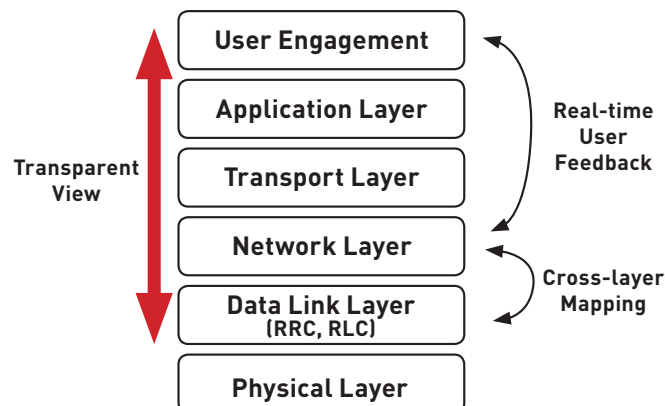 User Engagement
Application Layer
Transport Layer
Network Layer
Data Link Layer
(RRC, RLC)
Physical Layer
Transparent
View
Real-time
User
Feedback
Cross-layer
Mapping